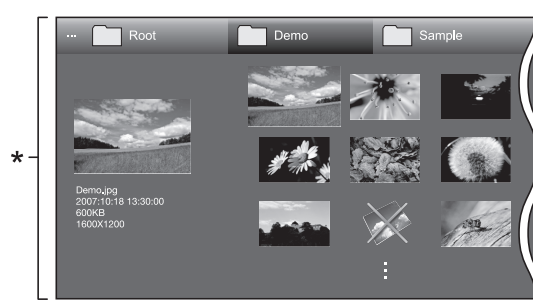 *
... Root Demo Sample
Demo.jpg
2007:10:18 13:30:00
600KB
1600X1200